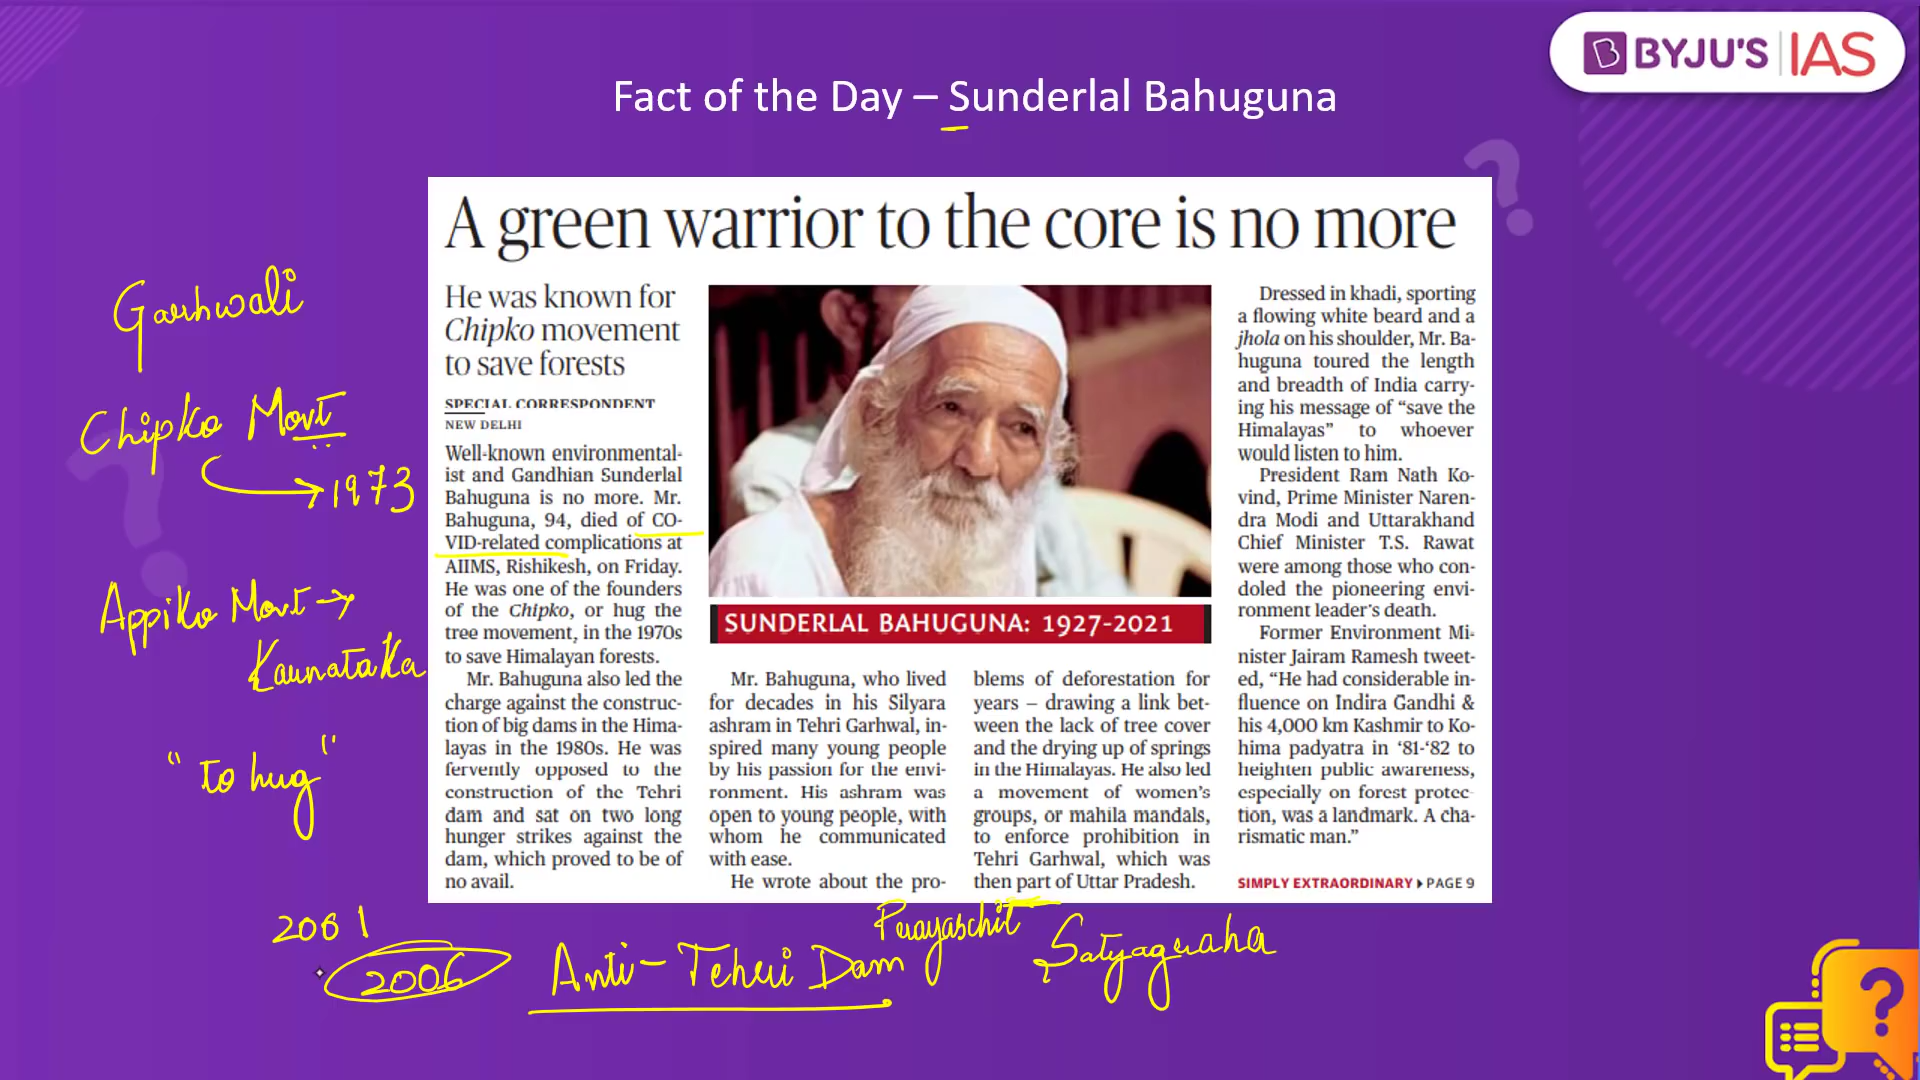 BYJU'S IAS
Fact of the Day – Sunderlal Bahuguna
A green warrior to the core is no more
He was known for
Chipko movement
to save forests
SPECIAL CORRESPONDENT
NEW DELHI
Well-known environmental-
ist and Gandhian Sunderlal
Bahuguna is no more. Mr.
Bahuguna, 94, died of CO-
VID-related complications at
AIIMS, Rishikesh, on Friday.
He was one of the founders
of the Chipko, or hug the
tree movement, in the 1970s
to save Himalayan forests.
Mr. Bahuguna also led the
charge against the construc-
tion of big dams in the Hima-
layas in the 1980s. He was
fervently opposed to the
construction of the Tehri
dam and sat on two long
hunger strikes against the
dam, which proved to be of
no avail.
SUNDERLAL BAHUGUNA: 1927-2021
Mr. Bahuguna, who lived
for decades in his Silyara
ashram in Tehri Garhwal, in-
spired many young people
by his passion for the envi-
ronment. His ashram was
open to young people, with
whom he communicated
with ease.
He wrote about the pro-
blems of deforestation for
years – drawing a link bet-
ween the lack of tree cover
and the drying up of springs
in the Himalayas. He also led
a movement of women's
groups, or mahila mandals,
to enforce prohibition in
Tehri Garhwal, which was
then part of Uttar Pradesh.
Dressed in khadi, sporting
a flowing white beard and a
jhola on his shoulder, Mr. Ba-
huguna toured the length
and breadth of India carry-
ing his message of “save the
Himalayas” to whoever
would listen to him.
President Ram Nath Ko-
vind, Prime Minister Naren-
dra Modi and Uttarakhand
Chief Minister T.S. Rawat
were among those who con-
doled the pioneering envi-
ronment leader's death.
Former Environment Mi-
nister Jairam Ramesh tweet-
ed, “He had considerable in-
fluence on Indira Gandhi &
his 4,000 km Kashmir to Ko-
hima padyatra in ‘81-‘82 to
heighten public awareness,
especially on forest protec-
tion, was a landmark. A cha-
rismatic man.”
SIMPLY EXTRAORDINARY ▸ PAGE 9
Garhwali
Chipko Movt
→ 1973
Appiko Movt →
Karnataka
"to hug"
2001
2006
Anti-Tehri Dam
Prayaschit
Satyagraha
?